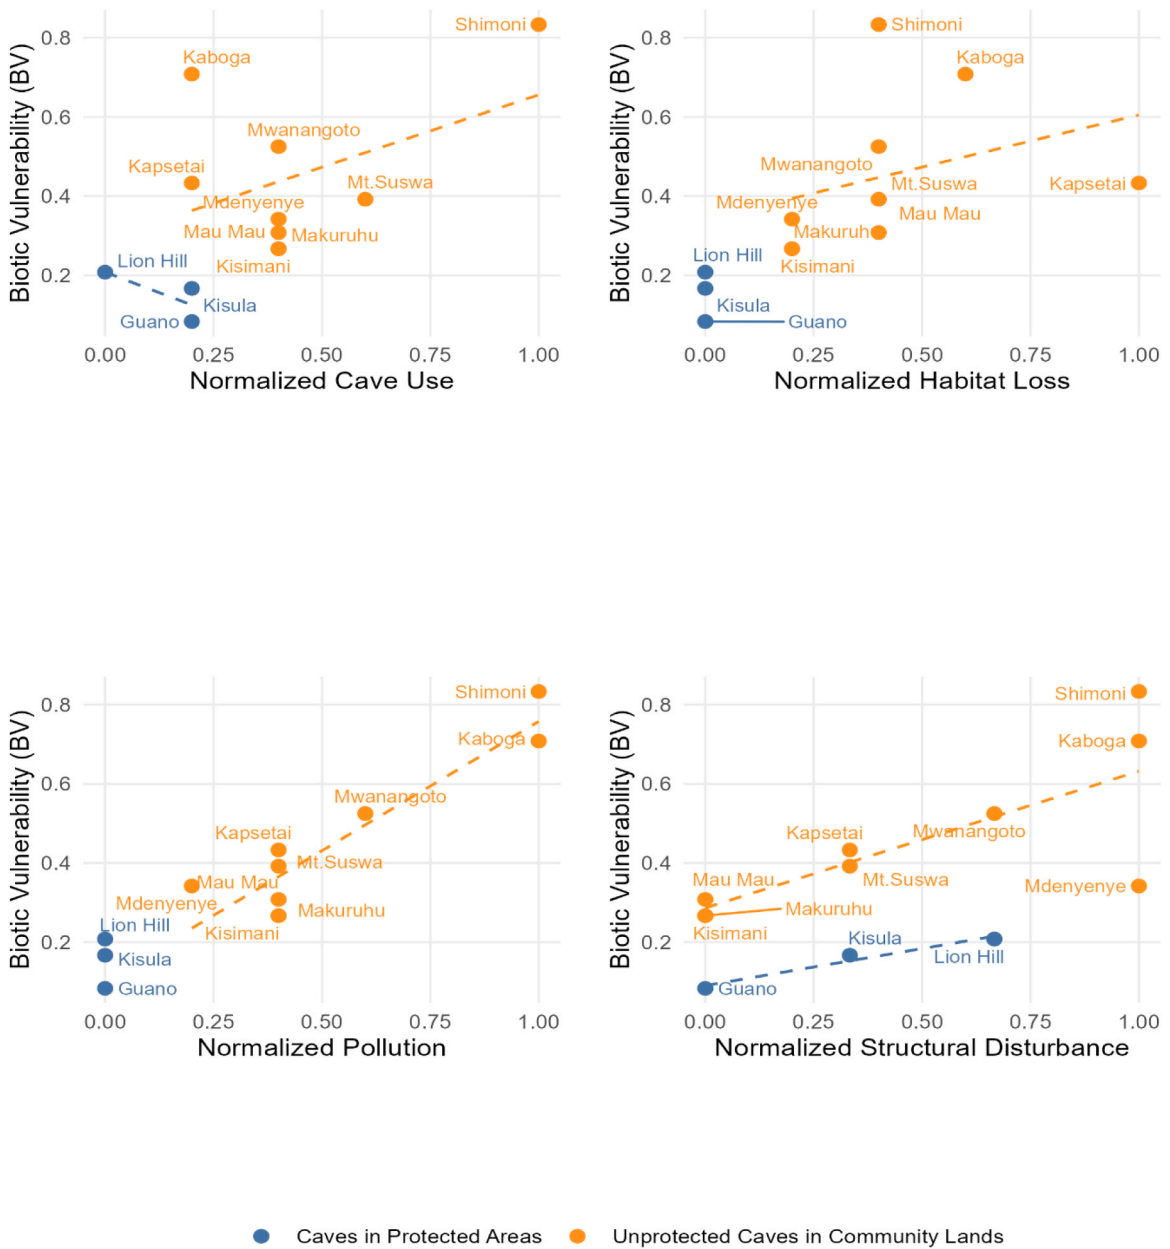 Biotic Vulnerability (BV)
0.8
0.6
0.4
0.2
Shimoni
Kaboga
Mwanangoto
Kapsetai
Mt.Suswa
Mdenyenye
Mau Mau
Makuruhu
Kisimani
Lion Hill
Kisula
Guano
0.00 0.25 0.50 0.75 1.00
Normalized Cave Use
Biotic Vulnerability (BV)
0.8
0.6
0.4
0.2
Shimoni
Kaboga
Mwanangoto
Mt.Suswa
Kapsetai
Mdenyenye
Mau Mau
Makuruh
Kisimani
Lion Hill
Kisula
Guano
0.00 0.25 0.50 0.75 1.00
Normalized Habitat Loss
Biotic Vulnerability (BV)
0.8
0.6
0.4
0.2
Shimoni
Kaboga
Mwanangoto
Kapsetai
Mt.Suswa
Mau Mau
Mdenyenye
Makuruhu
Lion Hill
Kisimani
Kisula
Guano
0.00 0.25 0.50 0.75 1.00
Normalized Pollution
Biotic Vulnerability (BV)
0.8
0.6
0.4
0.2
Shimoni
Kaboga
Kapsetai
Mwanangoto
Mau Mau
Mt.Suswa
Mdenyenye
Makuruhu
Kisimani
Kisula
Lion Hill
Guano
0.00 0.25 0.50 0.75 1.00
Normalized Structural Disturbance
Caves in Protected Areas
Unprotected Caves in Community Lands